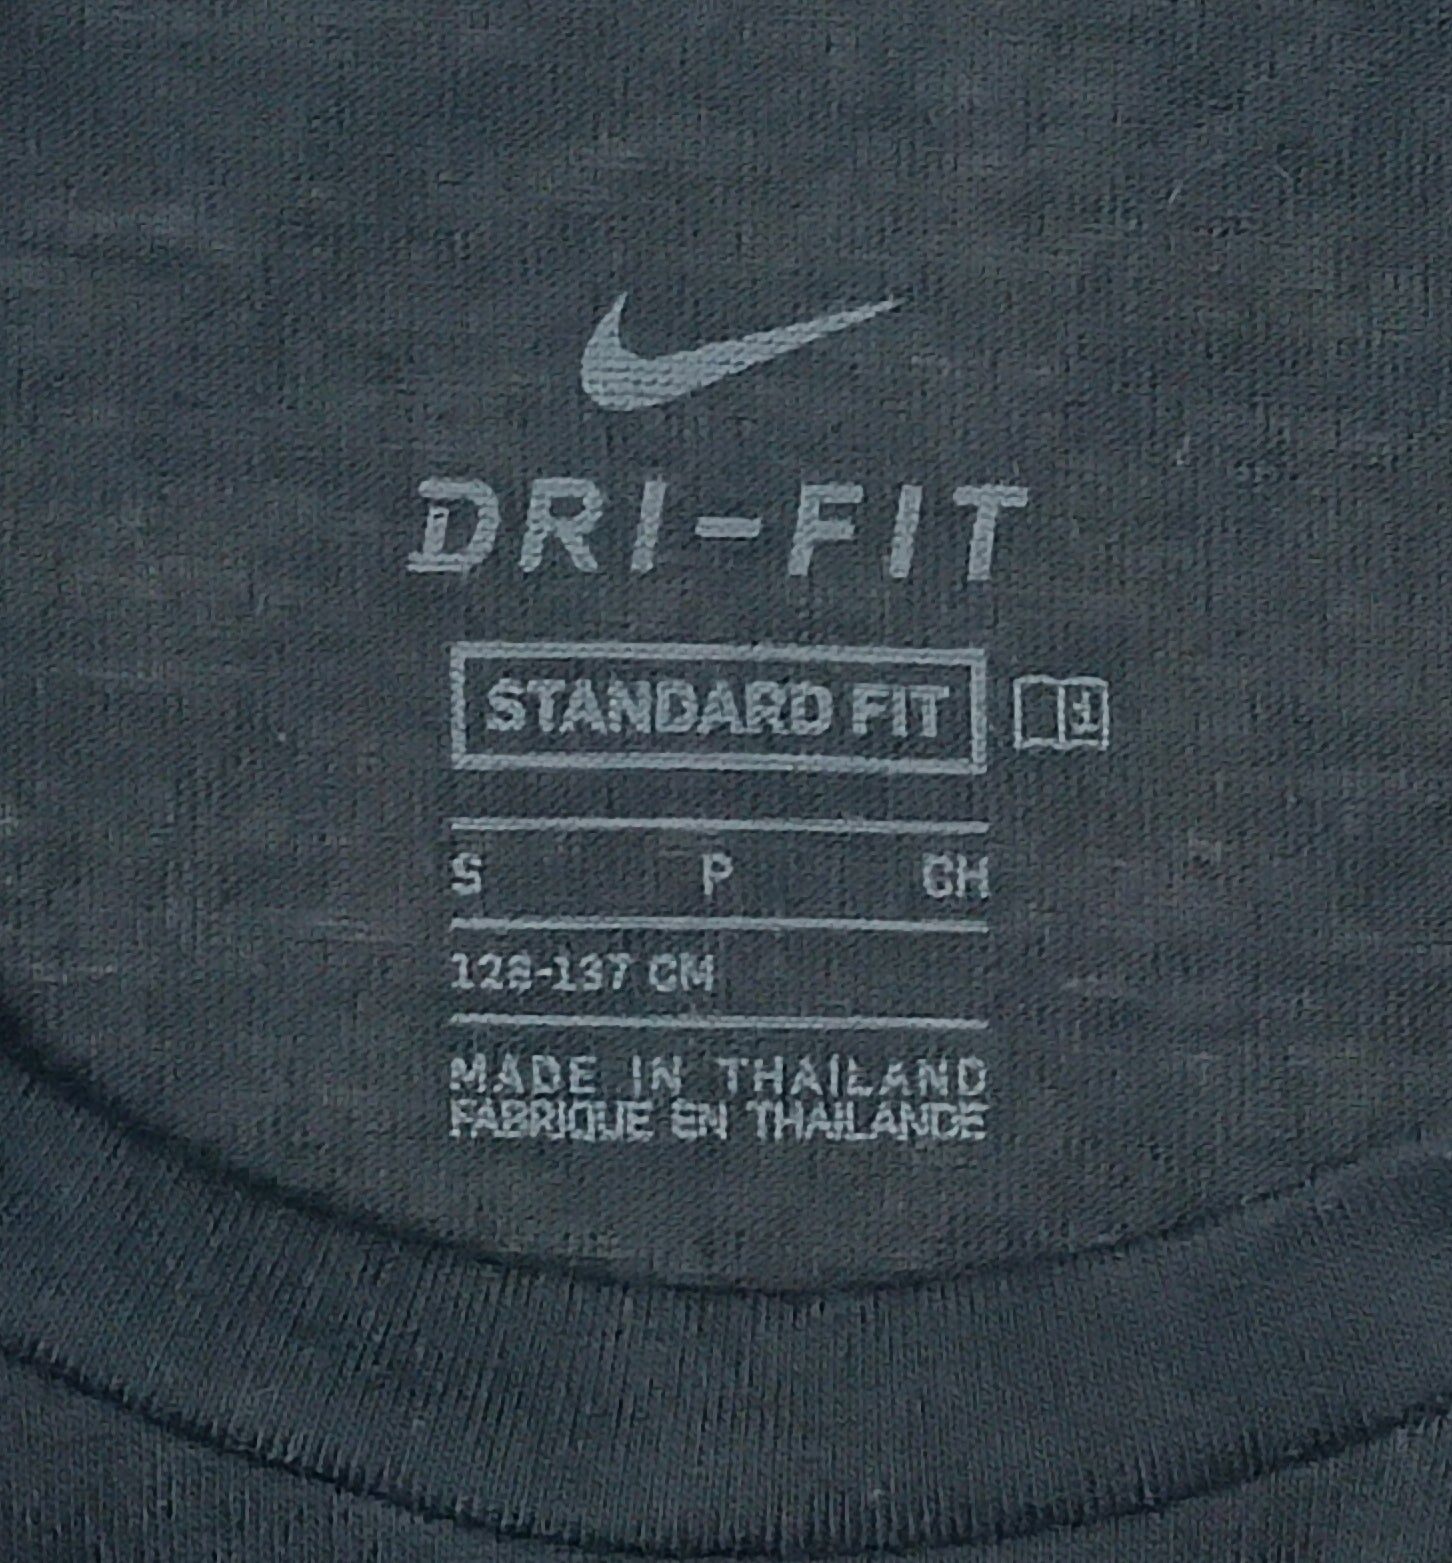 DRI-FIT
STANDARD FIT
S P CH
128-137 CM
MADE IN THAILAND
FABRIQUE EN THAILANDE